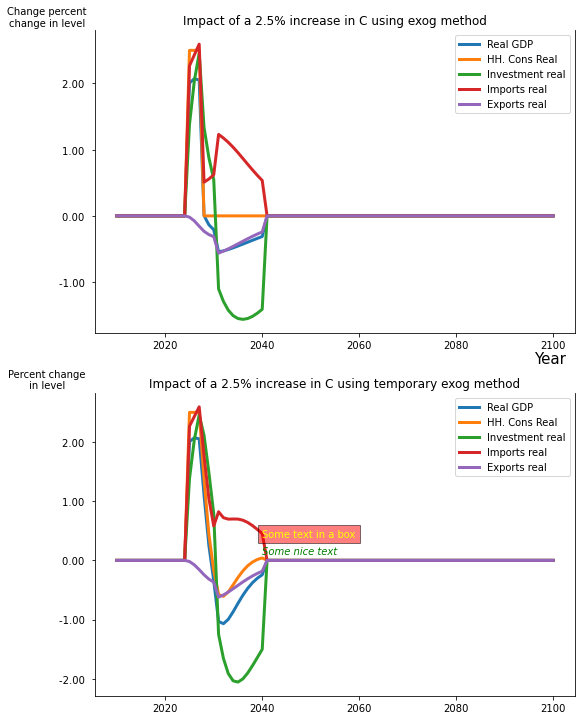 Change percent
change in level
Impact of a 2.5% increase in C using exog method
Real GDP
HH. Cons Real
Investment real
Imports real
Exports real
2.00
1.00
0.00
-1.00
2020 2040 2060 2080 2100
Year
Percent change
in level
Impact of a 2.5% increase in C using temporary exog method
Real GDP
HH. Cons Real
Investment real
Imports real
Exports real
2.00
1.00
Some text in a box
Some nice text
0.00
-1.00
-2.00
2020 2040 2060 2080 2100